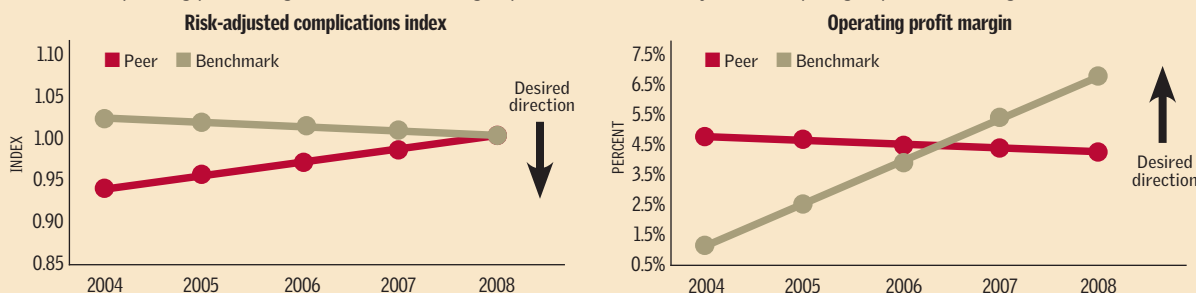 Risk-adjusted complications index
1.10
1.05
1.00
0.95
0.90
0.85
INDEX
Peer Benchmark
Desired
direction
2004 2005 2006 2007 2008
Operating profit margin
7.5%
6.5%
5.5%
4.5%
3.5%
2.5%
1.5%
0.5%
PERCENT
Peer Benchmark
Desired
direction
2004 2005 2006 2007 2008